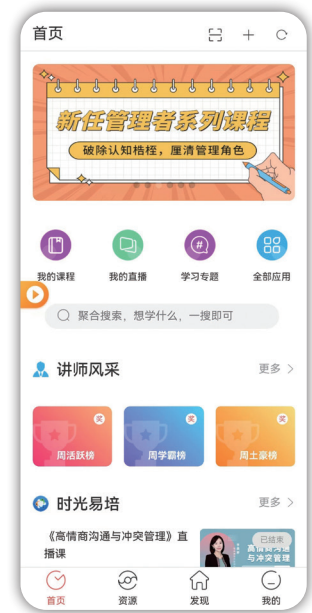 首页
新任管理者系列课程
破除认知桎梏，厘清管理角色
我的课程
我的直播
学习专题
全部应用
聚合搜索，想学什么，一搜即可
讲师风采
更多
奖
奖
奖
周活跃榜
周学霸榜
周土豪榜
时光易培
更多
《高情商沟通与冲突管理》直
播课
已结束
高情商沟通
与冲突管理
首页
资源
发现
我的